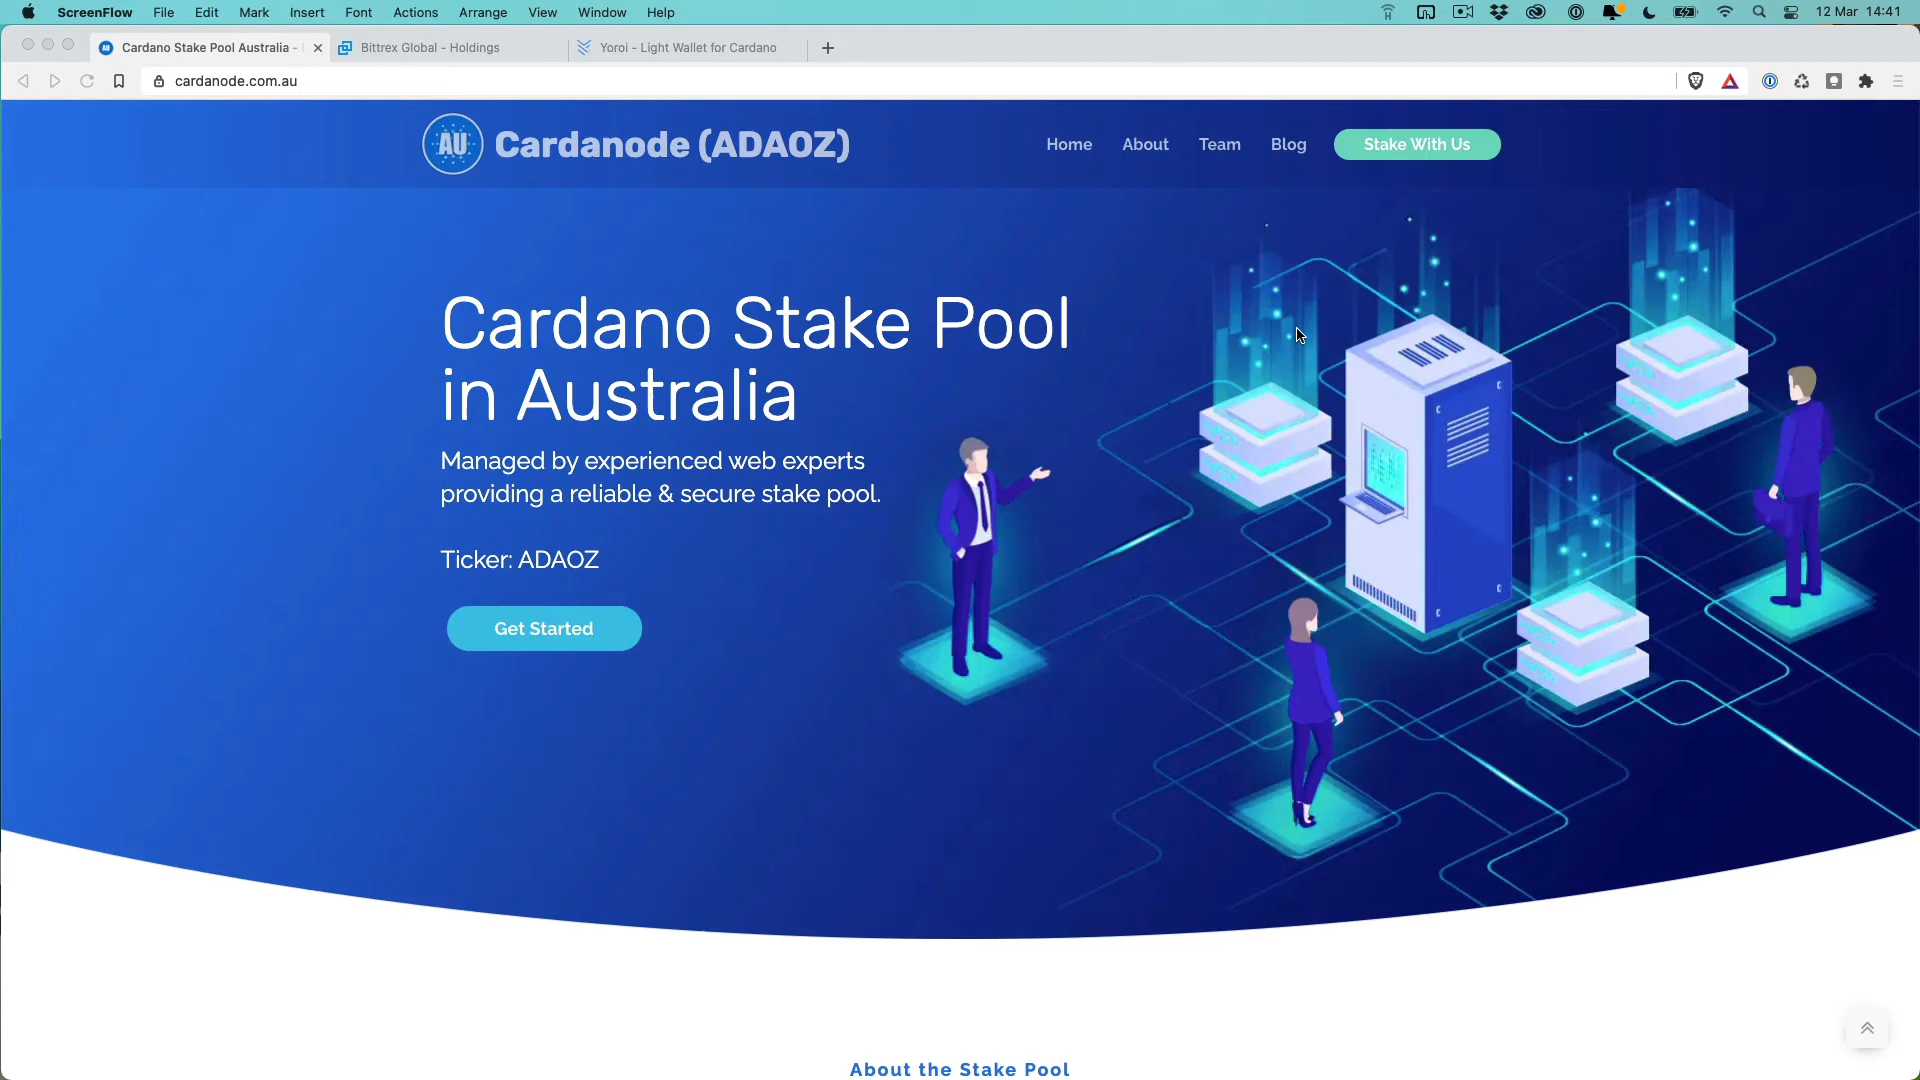 ScreenFlow File Edit Mark Insert Font Actions Arrange View Window Help 12 Mar 14:41
Cardano Stake Pool Australia - Bittrex Global - Holdings Yoroi - Light Wallet for Cardano
cardanode.com.au
AU Cardanode (ADAOZ) Home About Team Blog Stake With Us
Cardano Stake Pool
in Australia
Managed by experienced web experts
providing a reliable & secure stake pool.
Ticker: ADAOZ
Get Started
About the Stake Pool